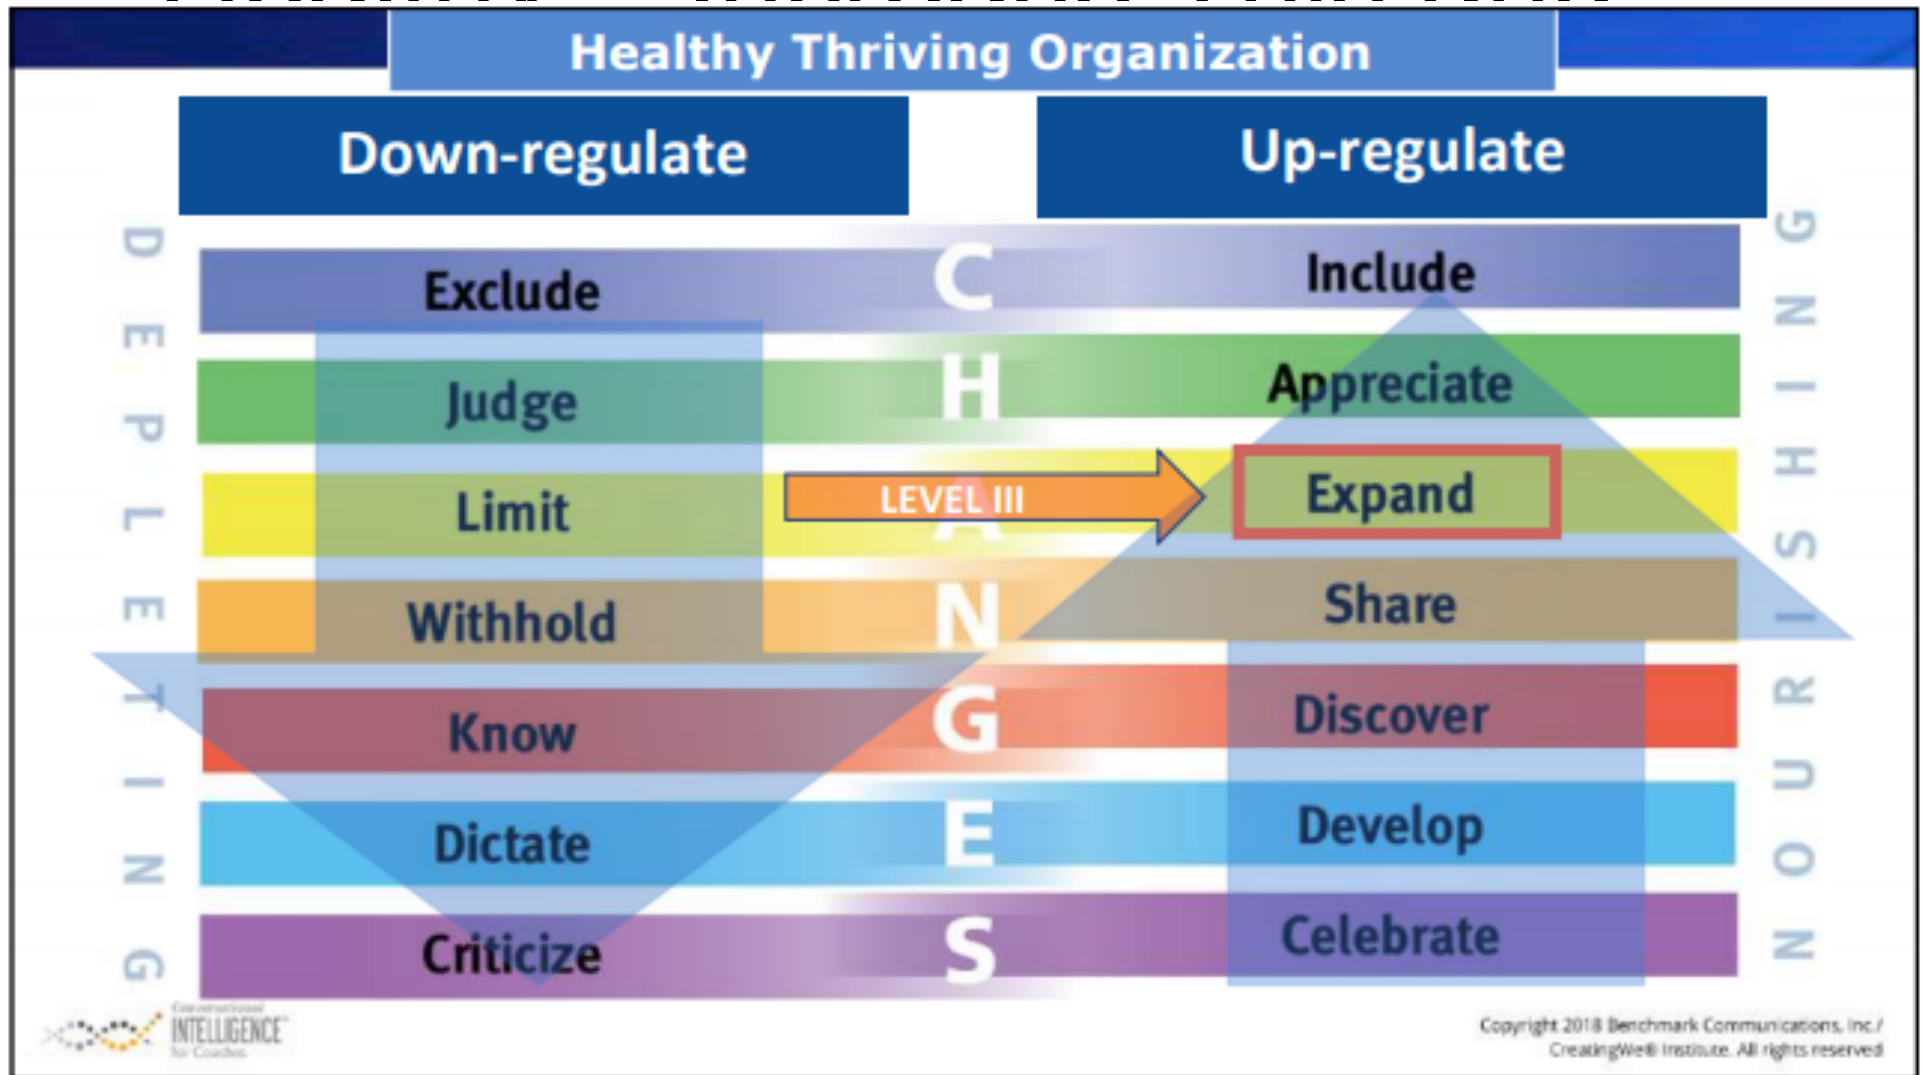 Healthy Thriving Organization
Down-regulate
Up-regulate
DEPLETING
NOURISHING
Exclude C Include
Judge H Appreciate
Limit LEVEL III A Expand
Withhold N Share
Know G Discover
Dictate E Develop
Criticize S Celebrate
Conversational
INTELLIGENCE
for Coaches
Copyright 2018 Benchmark Communications, Inc./
CreatingWe® Institute. All rights reserved